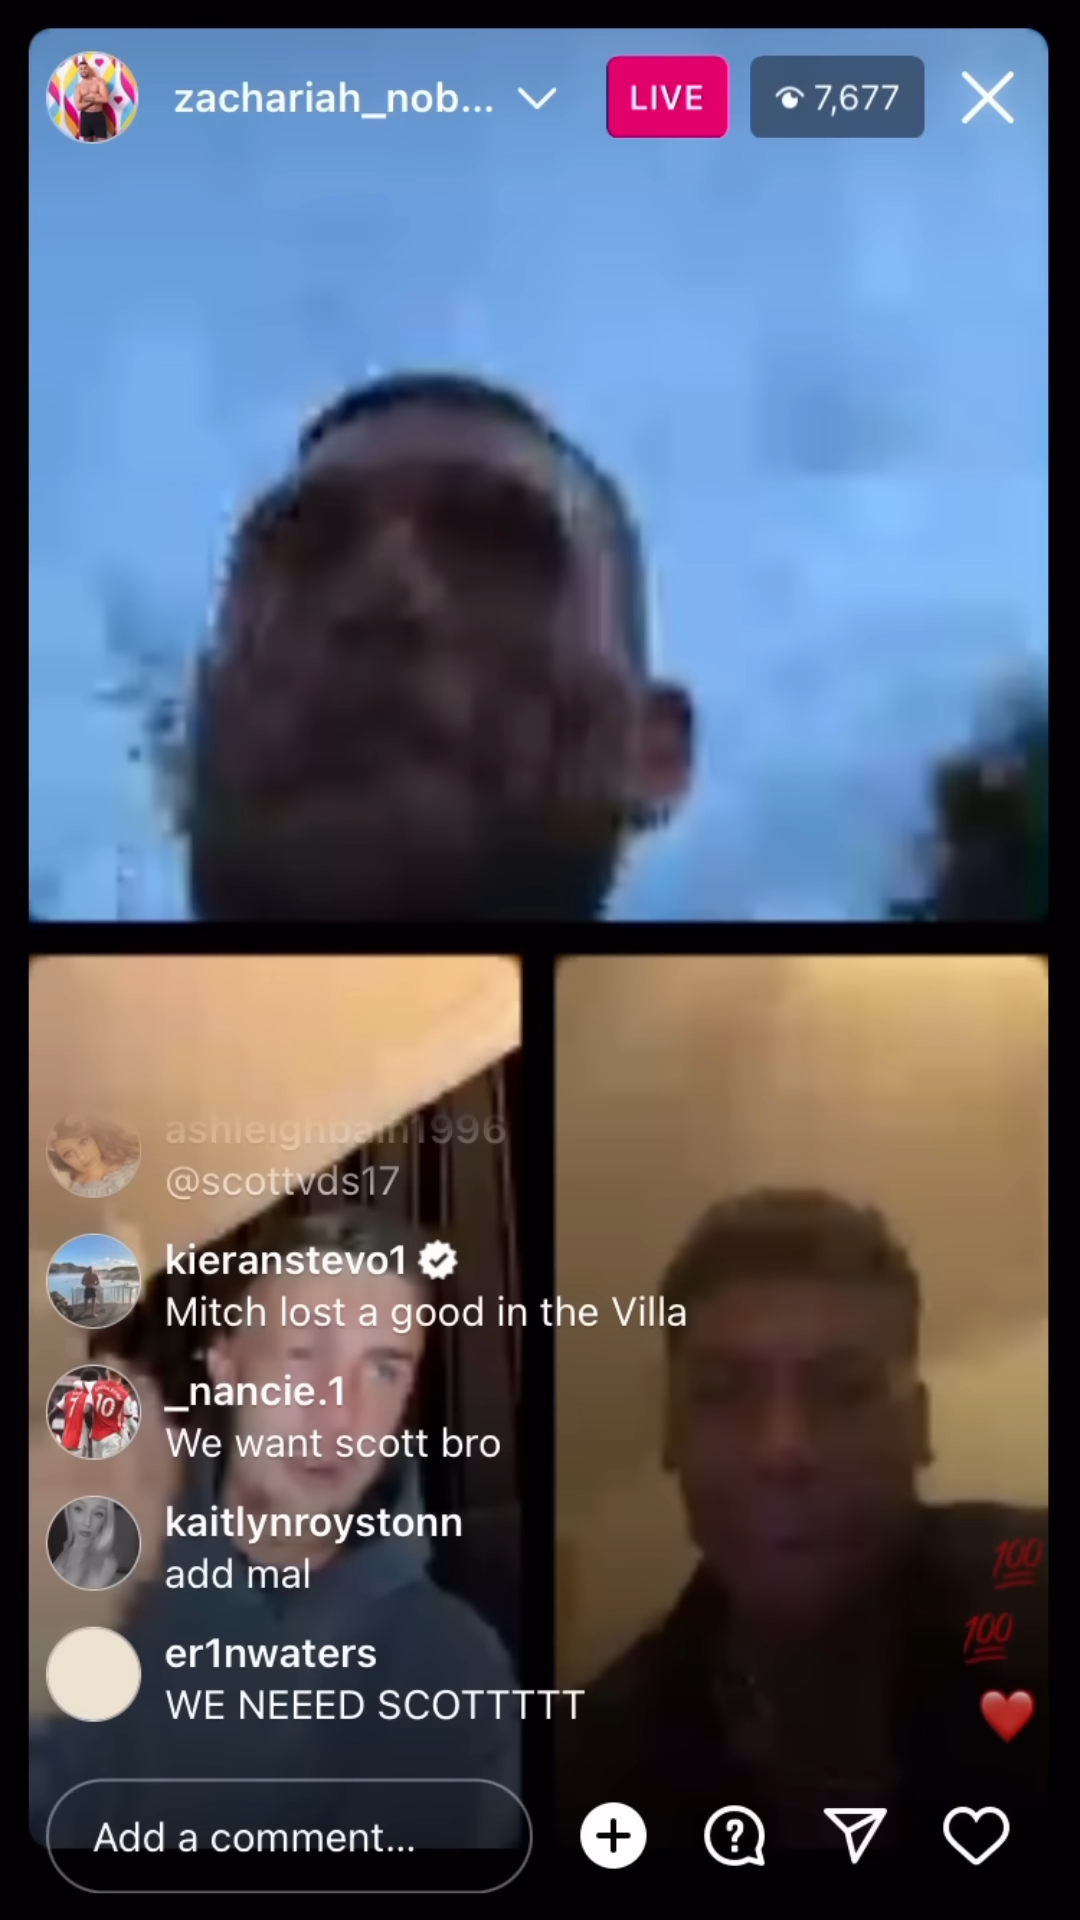 zachariah_nob...
LIVE
7,677
ashleighbain1996
@scottvds17
kieranstevo1
Mitch lost a good in the Villa
_nancie.1
We want scott bro
kaitlynroystonn
add mal
er1nwaters
WE NEEED SCOTTTTT
💯
💯
❤️
Add a comment...